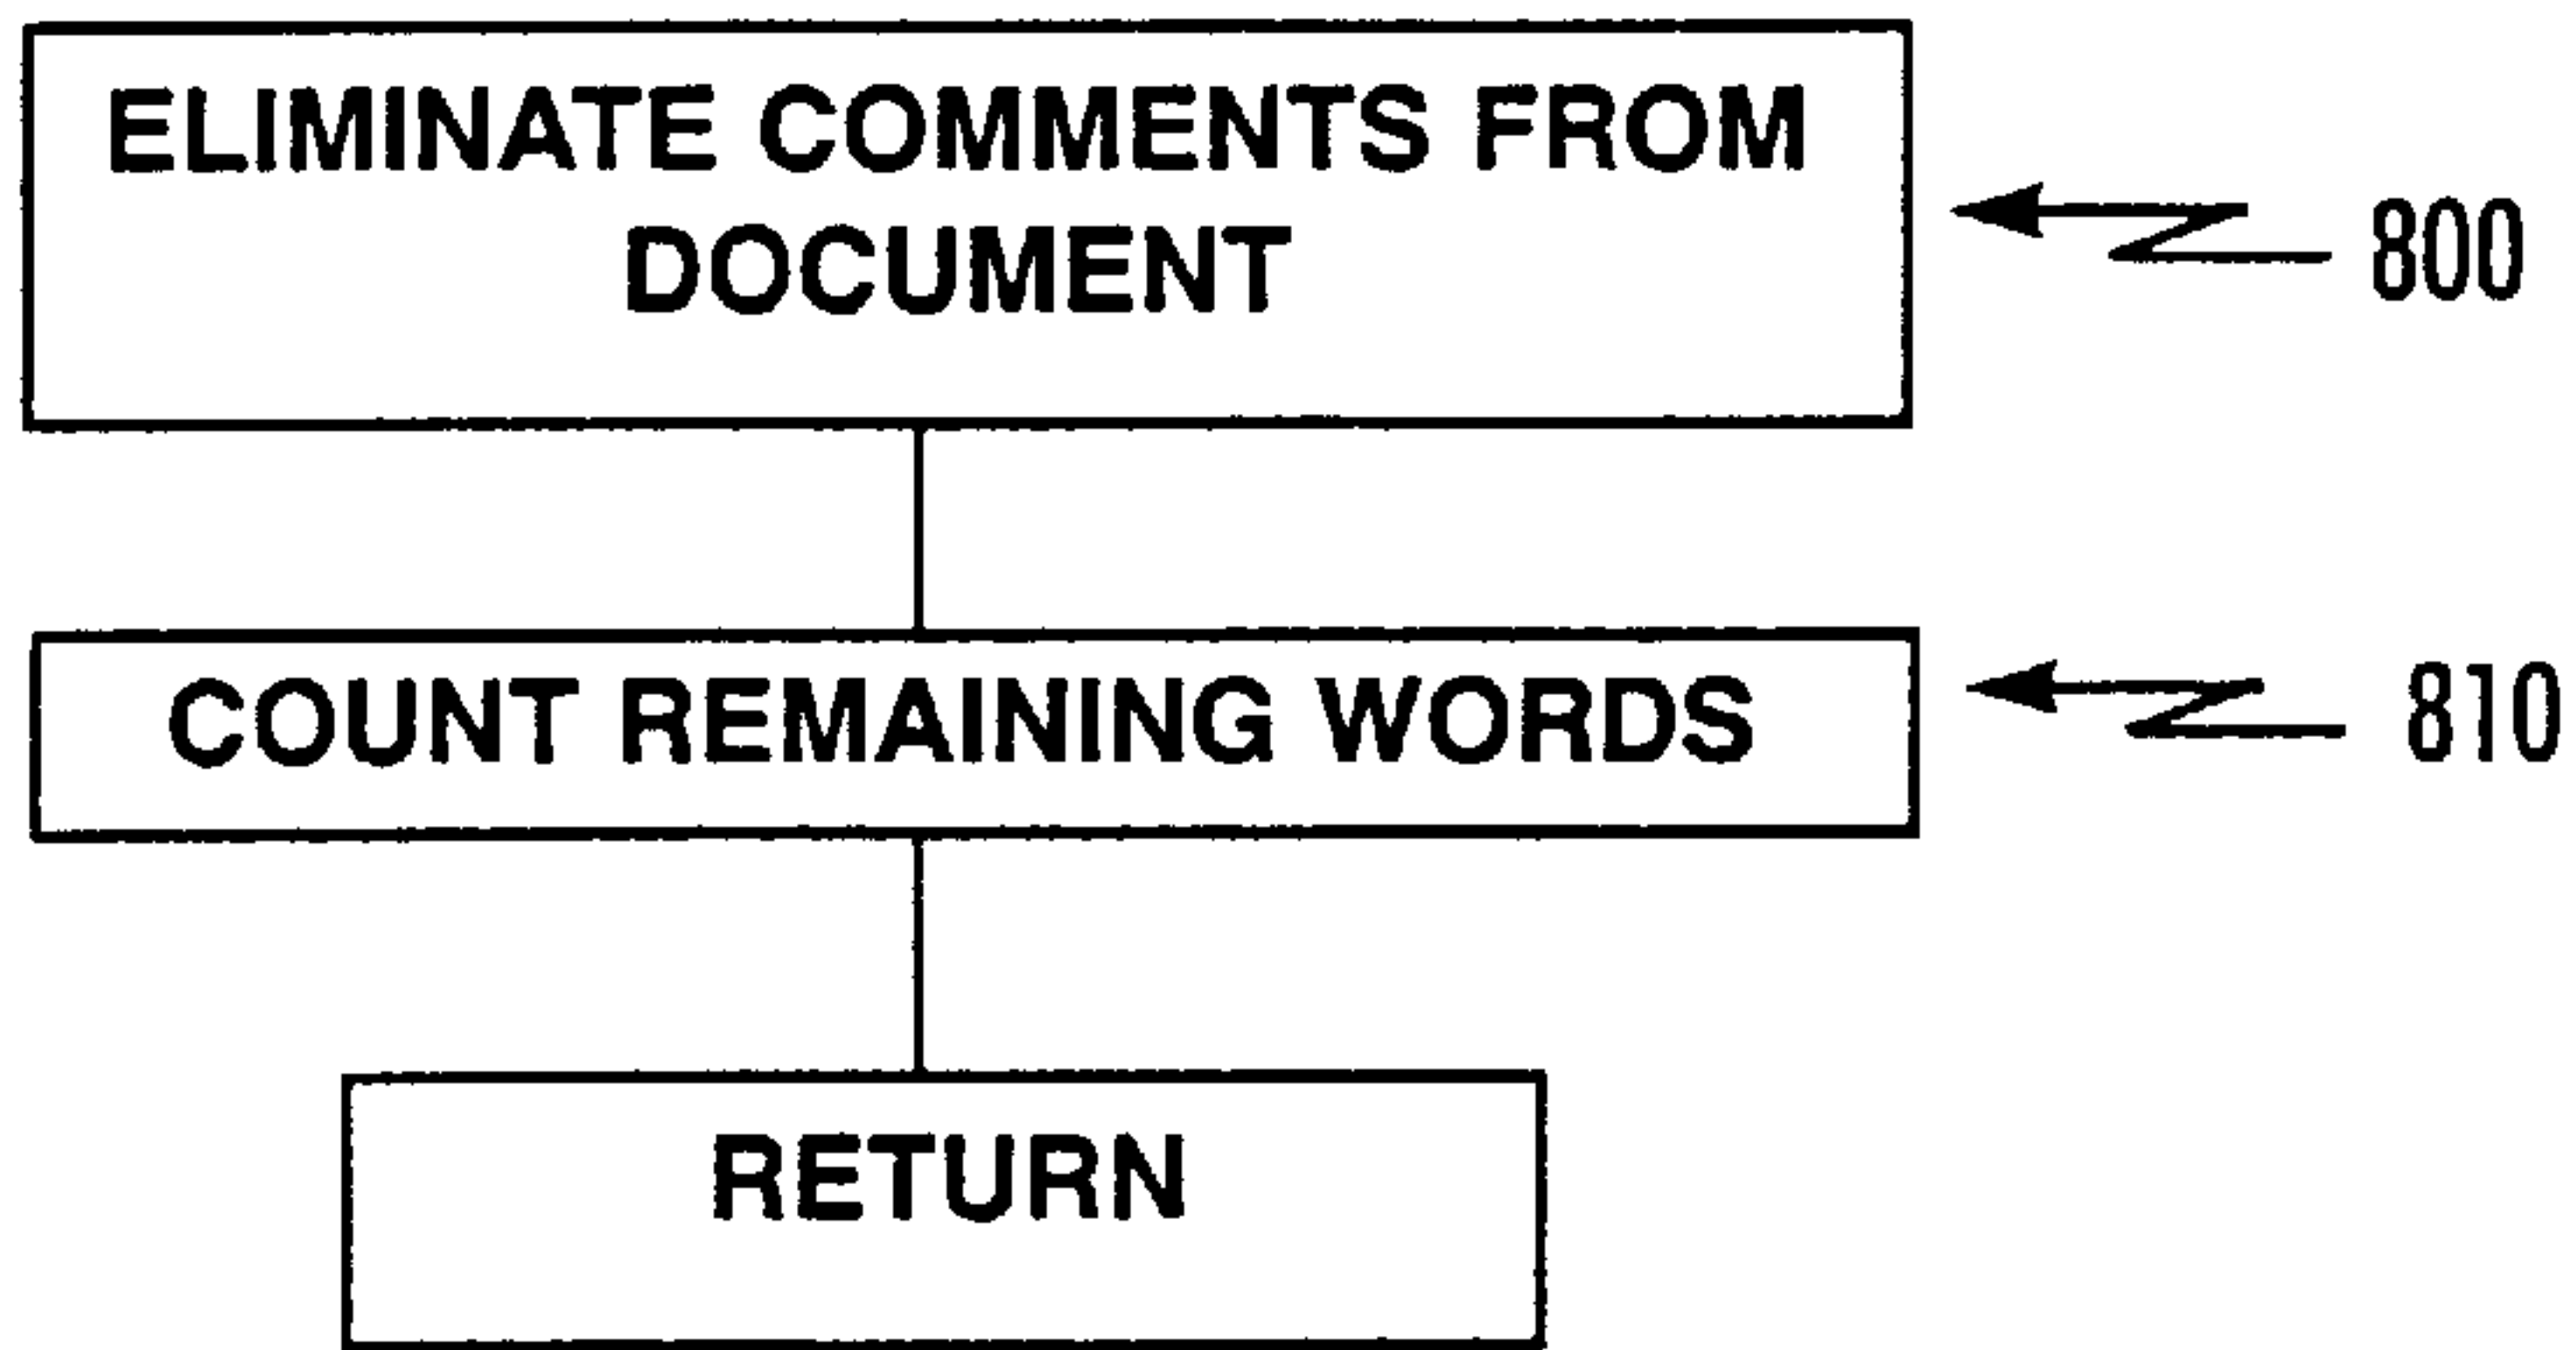 ELIMINATE COMMENTS FROM
DOCUMENT
800
COUNT REMAINING WORDS
810
RETURN